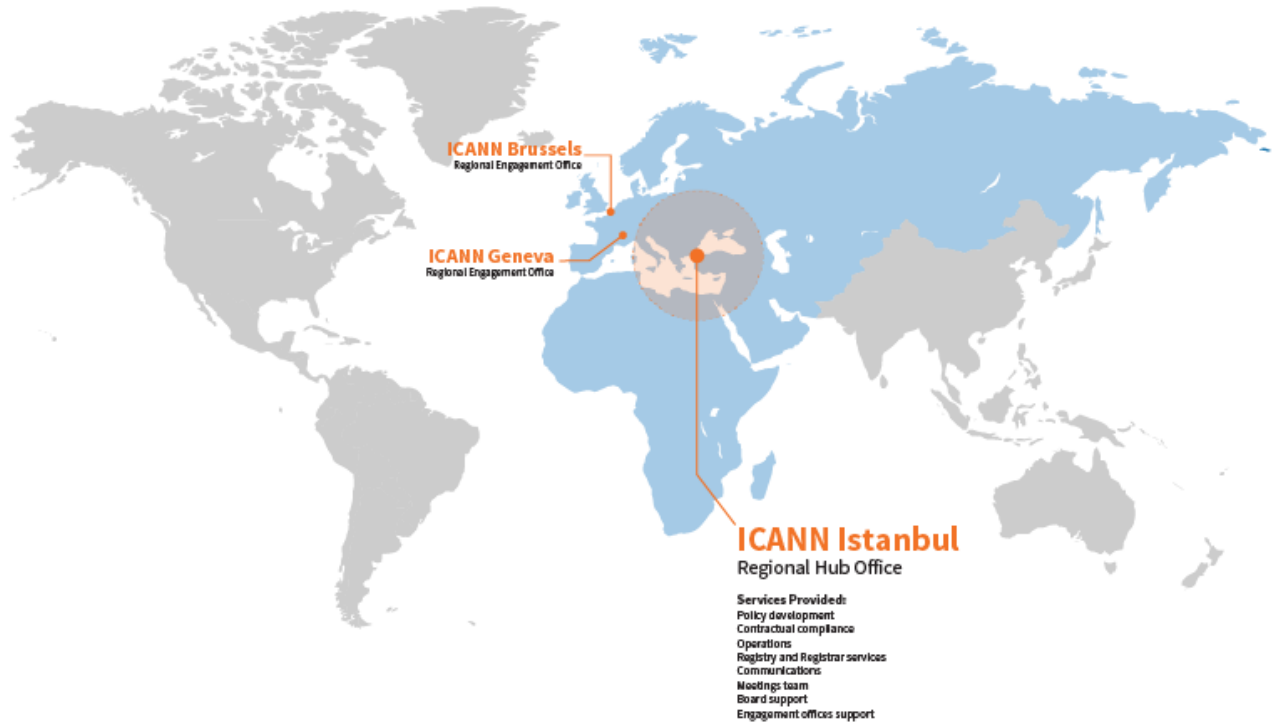 ICANN Brussels
Regional Engagement Office
ICANN Geneva
Regional Engagement Office
ICANN Istanbul
Regional Hub Office
Services Provided:
Policy development
Contractual compliance
Operations
Registry and Registrar services
Communications
Meetings team
Board support
Engagement offices support